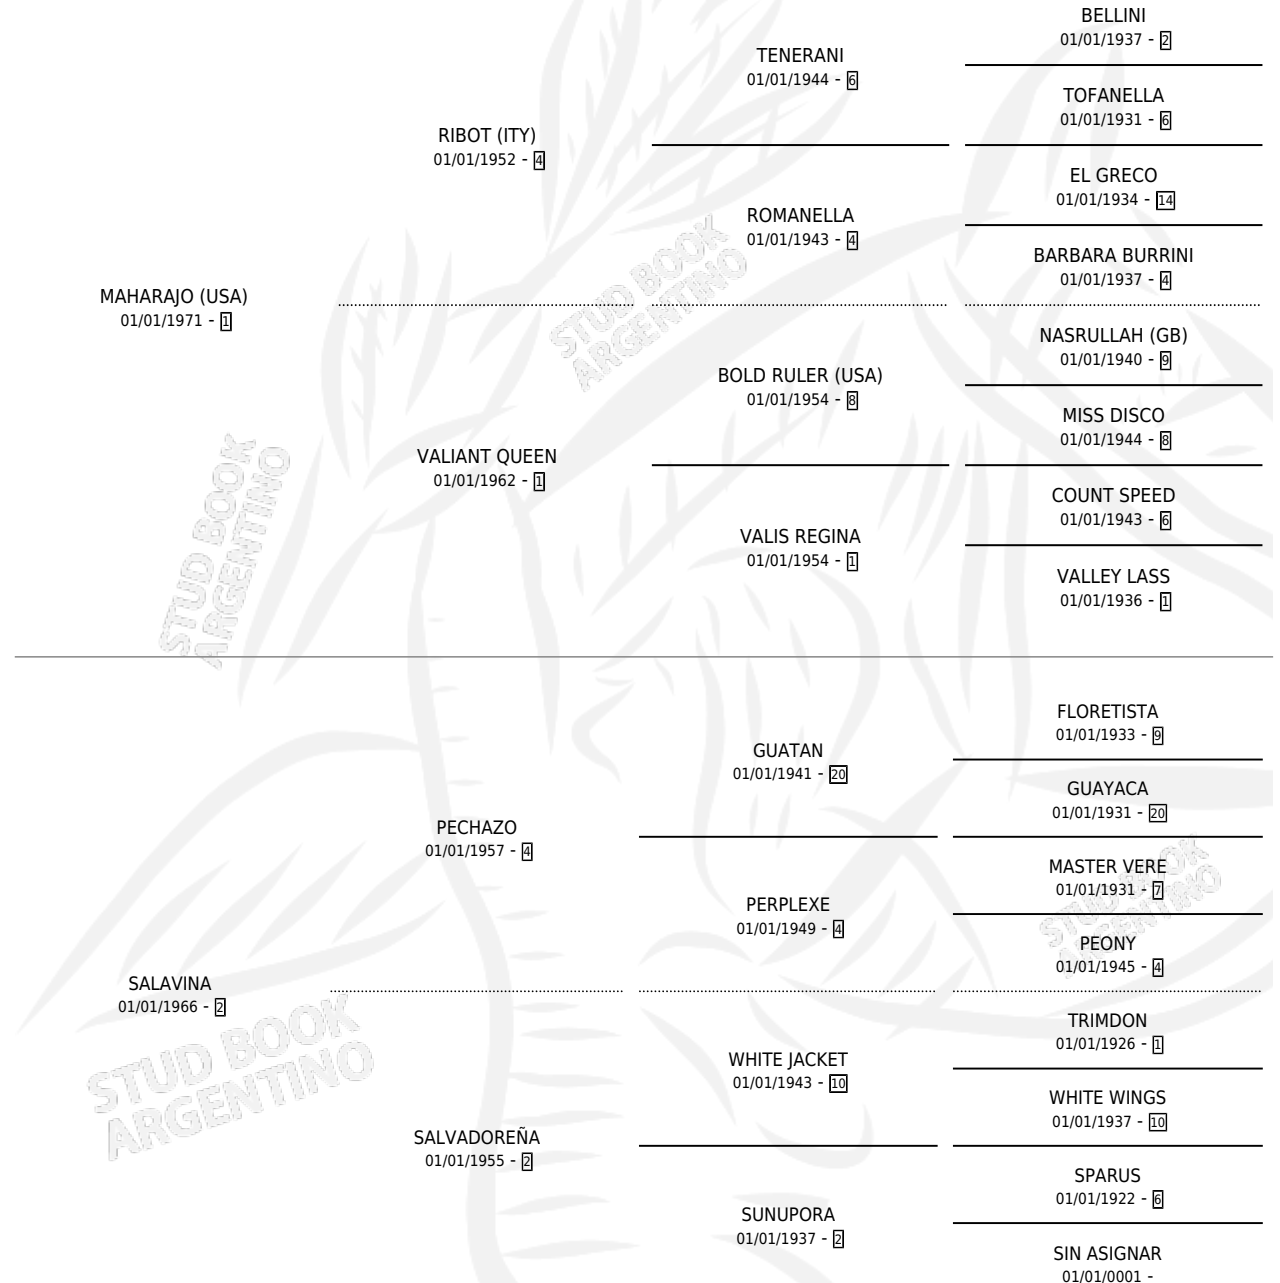 BELLINI
01/01/1937 - 2
TENERANI
01/01/1944 - 6
TOFANELLA
01/01/1931 - 6
RIBOT (ITY)
01/01/1952 - 4
EL GRECO
01/01/1934 - 14
ROMANELLA
01/01/1943 - 4
BARBARA BURRINI
01/01/1937 - 4
MAHARAJO (USA)
01/01/1971 - 1
NASRULLAH (GB)
01/01/1940 - 9
BOLD RULER (USA)
01/01/1954 - 8
MISS DISCO
01/01/1944 - 8
VALIANT QUEEN
01/01/1962 - 1
COUNT SPEED
01/01/1943 - 6
VALIS REGINA
01/01/1954 - 1
VALLEY LASS
01/01/1936 - 1
STUD BOOK
ARGENTINO
STUD BOOK
ARGENTINO
FLORETISTA
01/01/1933 - 9
GUATAN
01/01/1941 - 20
GUAYACA
01/01/1931 - 20
PECHAZO
01/01/1957 - 4
MASTER VERE
01/01/1931 - 7
PERPLEXE
01/01/1949 - 4
PEONY
01/01/1945 - 4
SALAVINA
01/01/1966 - 2
TRIMDON
01/01/1926 - 1
WHITE JACKET
01/01/1943 - 10
WHITE WINGS
01/01/1937 - 10
SALVADOREÑA
01/01/1955 - 2
SPARUS
01/01/1922 - 6
SUNUPORA
01/01/1937 - 2
SIN ASIGNAR
01/01/0001 -
STUD BOOK
ARGENTINO
STUD BOOK
ARGENTINO